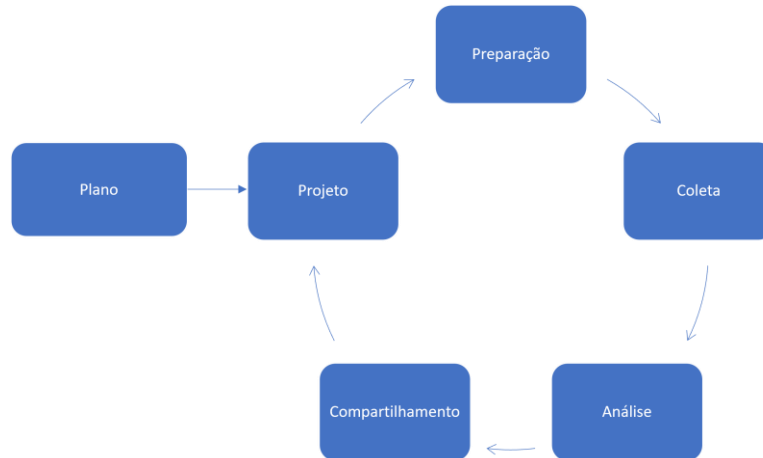 Preparação
Plano
Projeto
Coleta
Compartilhamento
Análise